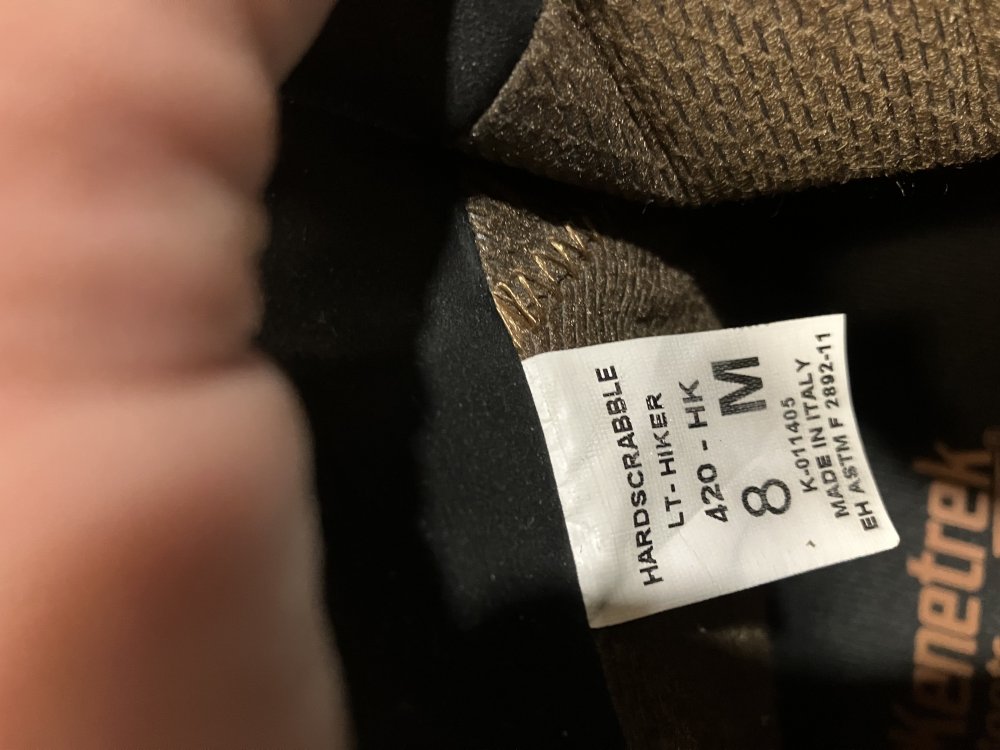 HARDSCRABBLE
LT-HIKER
420 - HK
8 M
K-011405
MADE IN ITALY
EH ASTM F 2892-11
Kenetrek